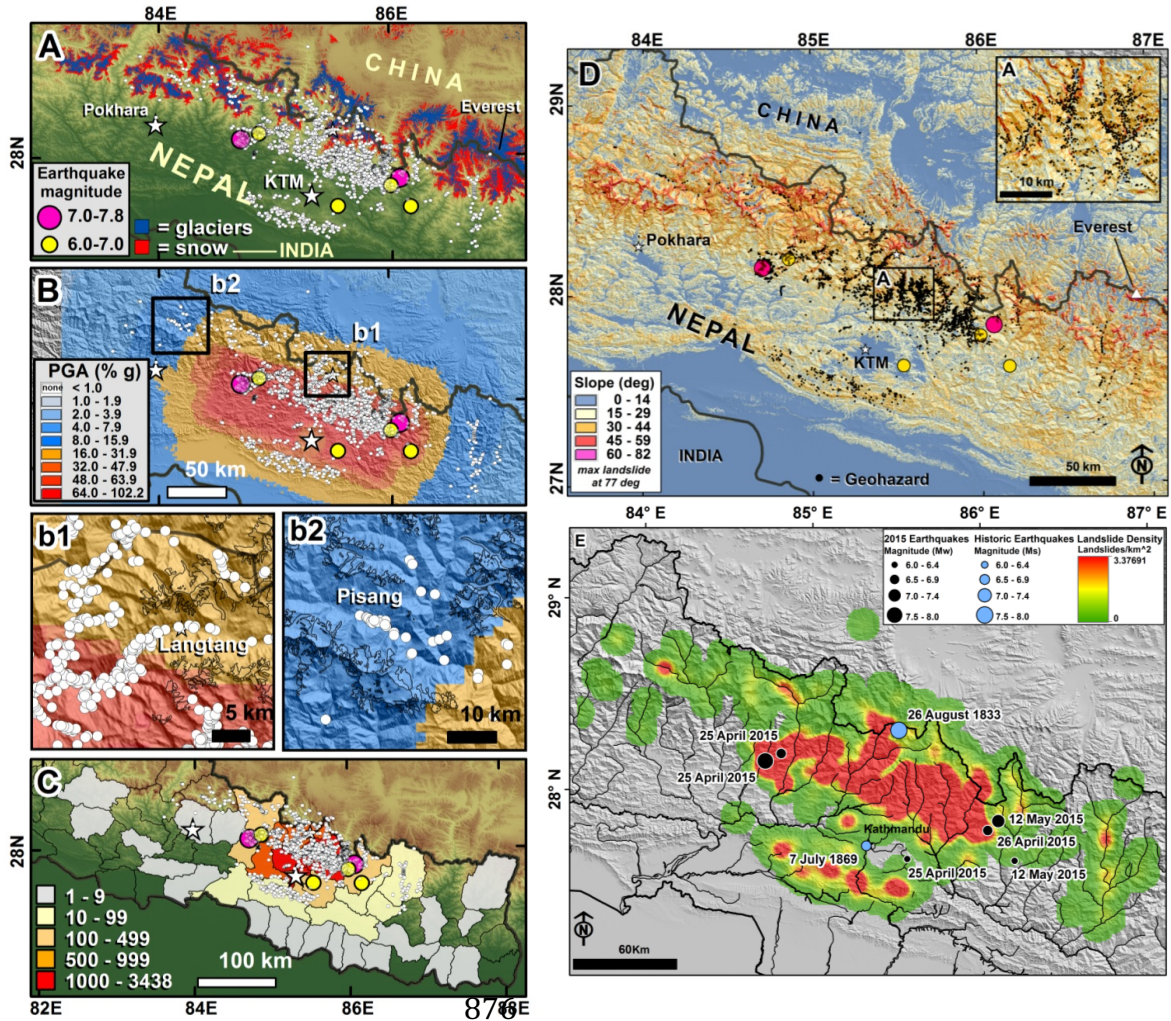 84E
86E
A
CHINA
Pokhara
Everest
28N
NEPAL
KTM
Earthquake
magnitude
7.0-7.8
6.0-7.0
= glaciers
= snow
INDIA
B
b2
b1
PGA (% g)
none < 1.0
1.0 - 1.9
2.0 - 3.9
4.0 - 7.9
8.0 - 15.9
16.0 - 31.9
32.0 - 47.9
48.0 - 63.9
64.0 - 102.2
50 km
b1
Langtang
5 km
b2
Pisang
10 km
C
28N
1 - 9
10 - 99
100 - 499
500 - 999
1000 - 3438
100 km
82E
84E
86E
88E
876
84E
85E
86E
87E
D
29N
28N
27N
CHINA
A
10 km
Everest
Pokhara
A
NEPAL
KTM
Slope (deg)
0 - 14
15 - 29
30 - 44
45 - 59
60 - 82
max landslide
at 77 deg
INDIA
= Geohazard
N
50 km
84°
85°E
86°E
87°E
E
2015 Earthquakes
Magnitude (Mw)
6.0 - 6.4
6.5 - 6.9
7.0 - 7.4
7.5 - 8.0
Historic Earthquakes
Magnitude (Ms)
6.0 - 6.4
6.5 - 6.9
7.0 - 7.4
7.5 - 8.0
Landslide Density
Landslides/km^2
3.37691
0
29°
28°
26 August 1833
25 April 2015
25 April 2015
12 May 2015
Kathmandu
26 April 2015
7 July 1869
25 April 2015
12 May 2015
N
60Km